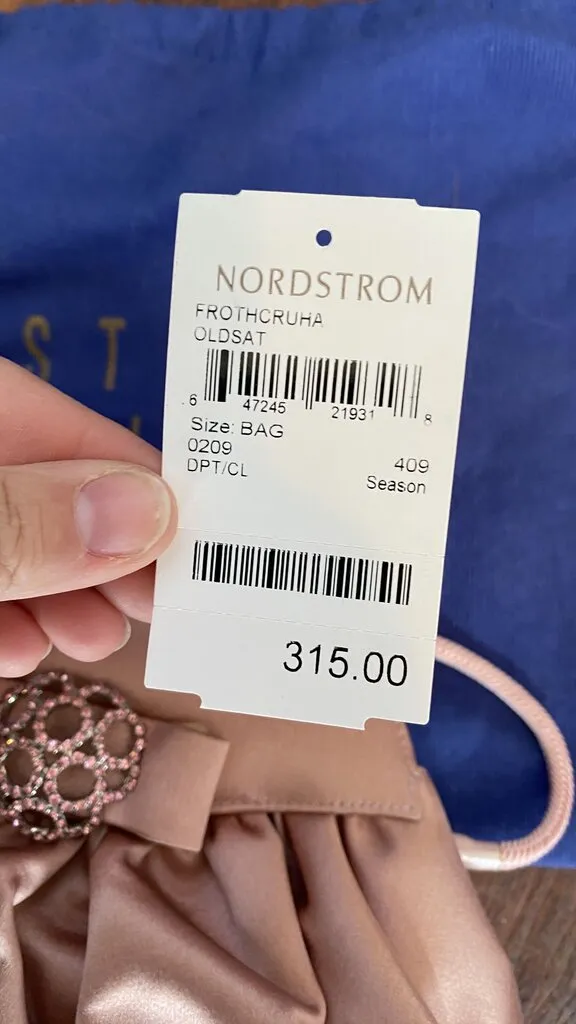 NORDSTROM
FROTHCRUHA
OLDSAT
6 47245 21931 8
Size: BAG
0209 409
DPT/CL Season
315.00
S T